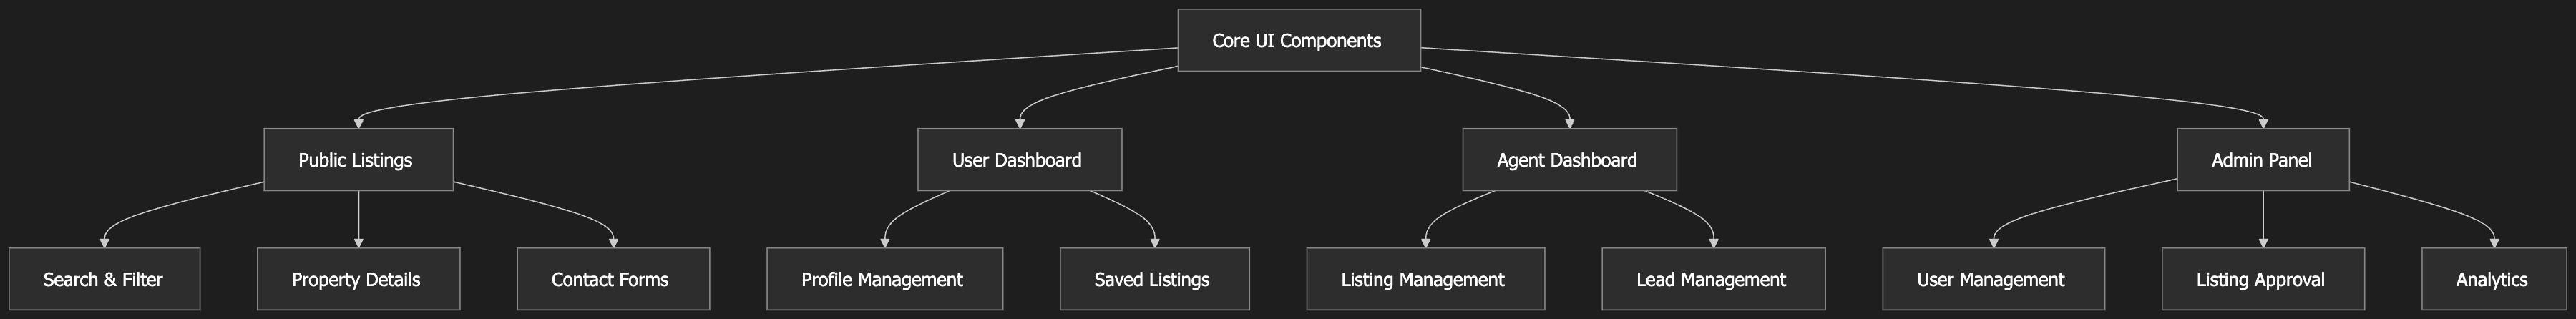 Core UI Components
Public Listings
User Dashboard
Agent Dashboard
Admin Panel
Search & Filter
Property Details
Contact Forms
Profile Management
Saved Listings
Listing Management
Lead Management
User Management
Listing Approval
Analytics